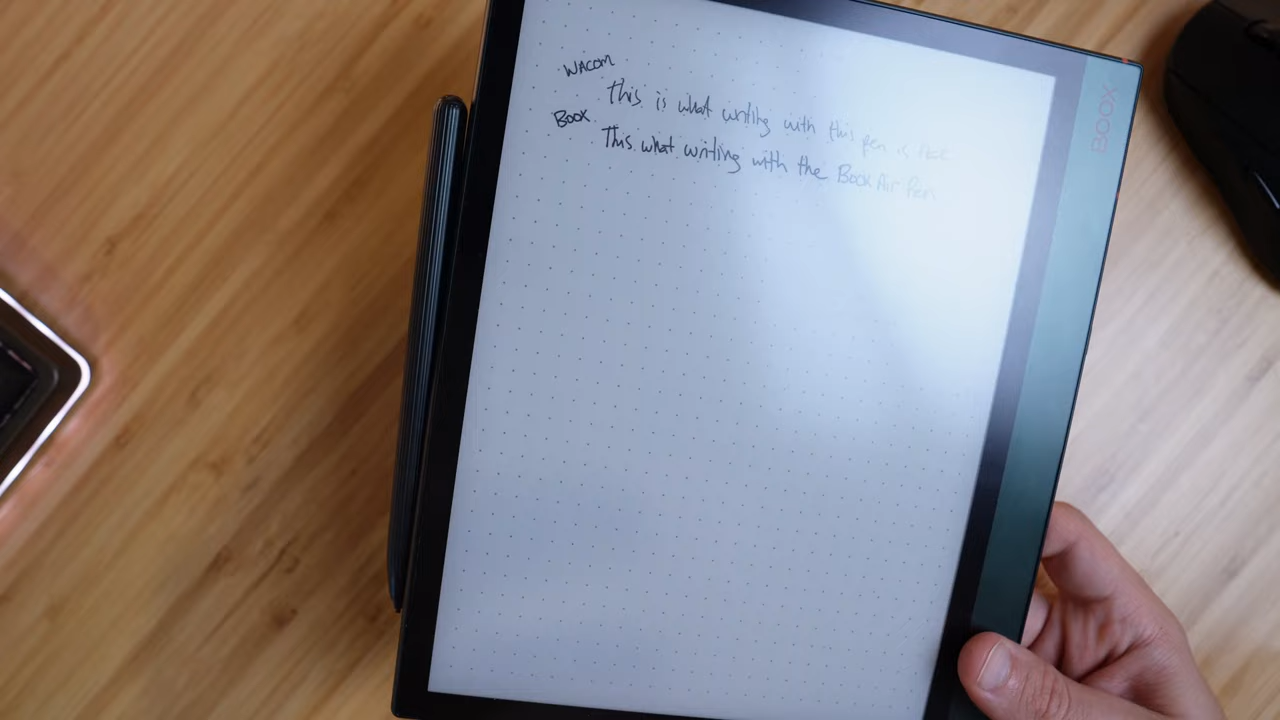 WACOM
This is what writing with this pen is
BOOX
This what writing with the Boox Air Pen
BOOX